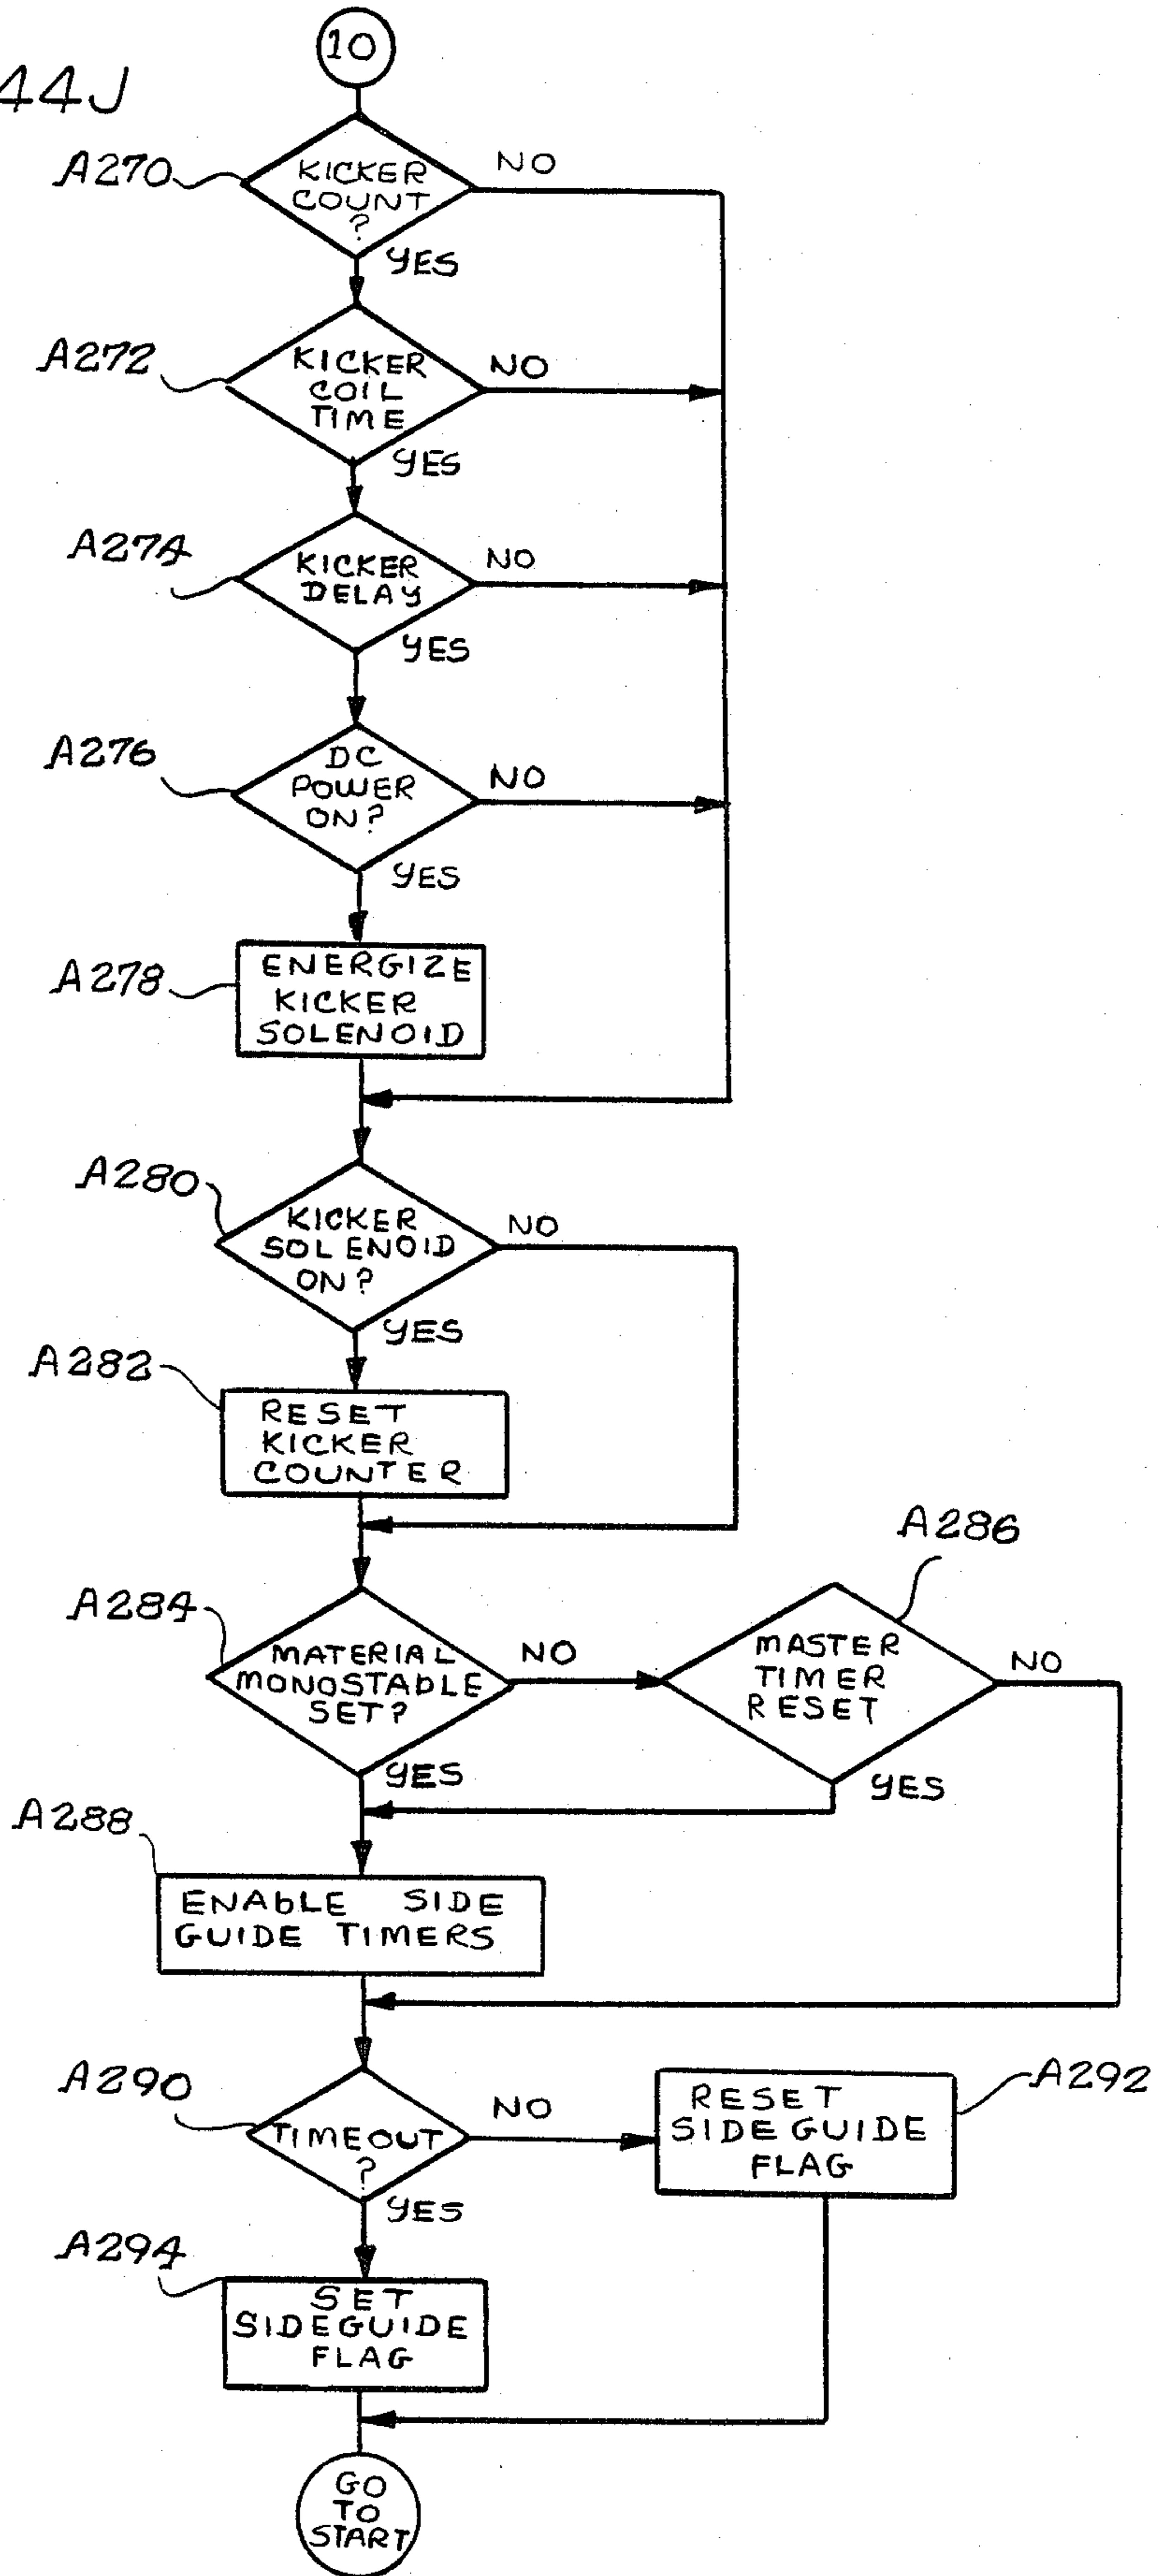 10
44J
A270
KICKER
COUNT
?
NO
YES
A272
KICKER
COIL
TIME
NO
YES
A274
KICKER
DELAY
NO
YES
A276
DC
POWER
ON?
NO
YES
A278
ENERGIZE
KICKER
SOLENOID
A280
KICKER
SOLENOID
ON?
NO
YES
A282
RESET
KICKER
COUNTER
A284
MATERIAL
MONOSTABLE
SET?
NO
YES
A286
MASTER
TIMER
RESET
NO
YES
A288
ENABLE SIDE
GUIDE TIMERS
A290
TIMEOUT
?
NO
YES
A292
RESET
SIDE GUIDE
FLAG
A294
SET
SIDEGUIDE
FLAG
GO
TO
START